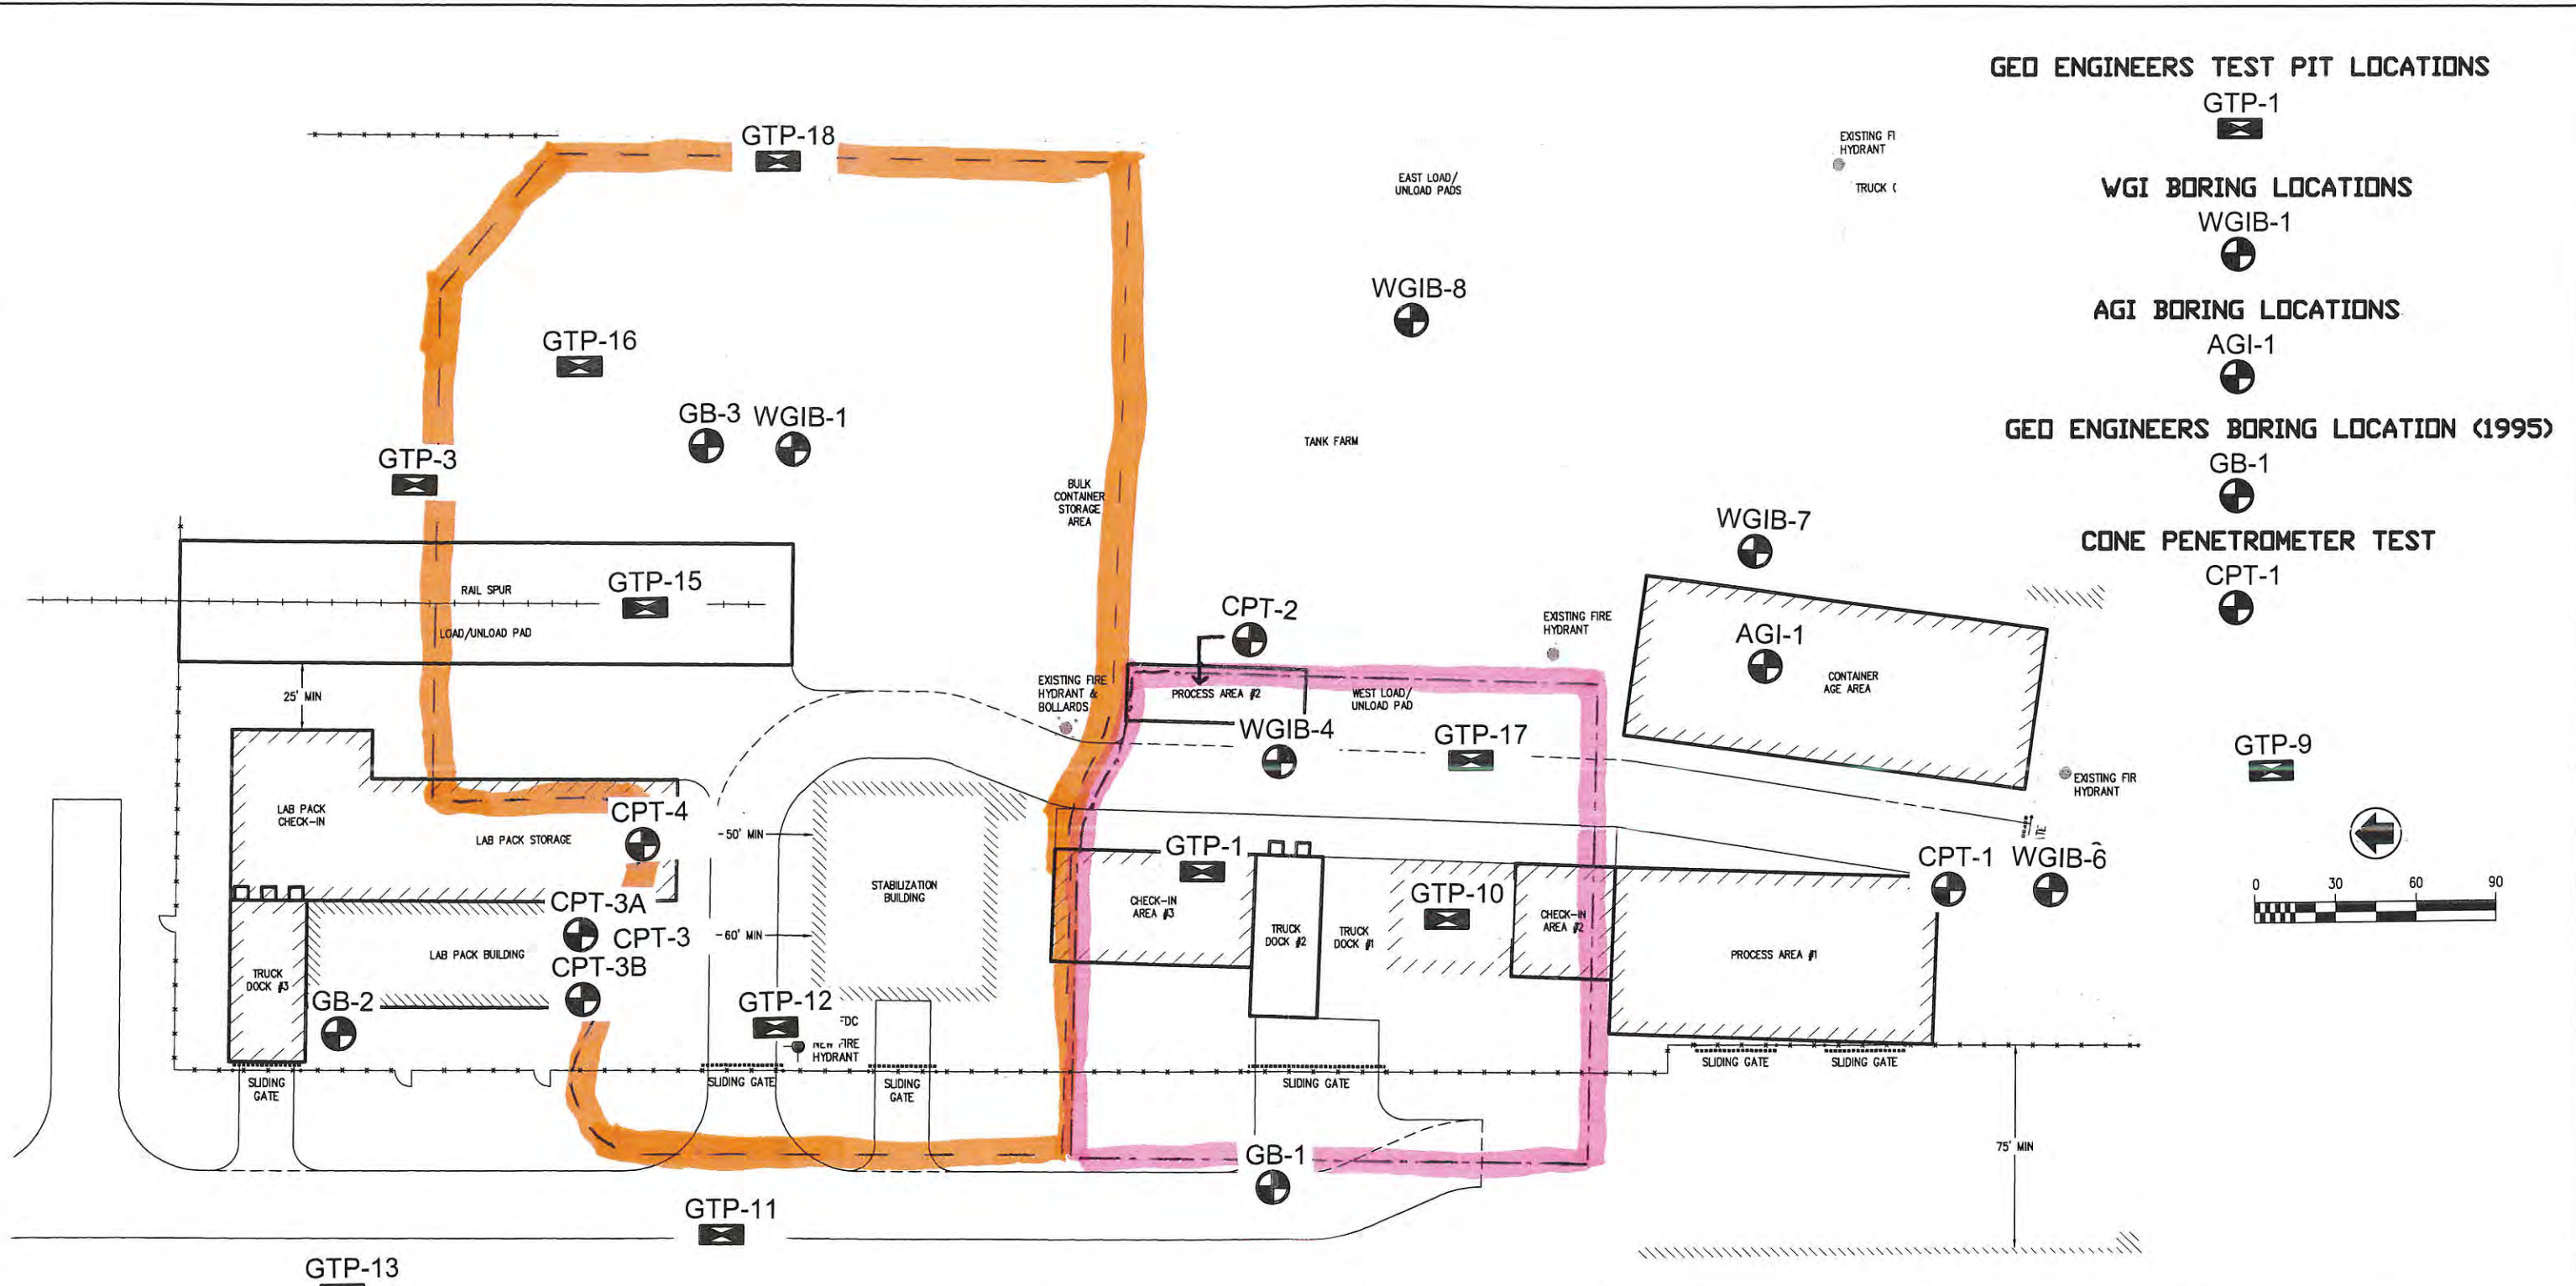 GEO ENGINEERS TEST PIT LOCATIONS
GTP-1
WGI BORING LOCATIONS
WGIB-1
AGI BORING LOCATIONS
AGI-1
GEO ENGINEERS BORING LOCATION (1995)
GB-1
CONE PENETROMETER TEST
CPT-1
GTP-18
EXISTING FI
HYDRANT
TRUCK
EAST LOAD/
UNLOAD PADS
WGIB-8
GTP-16
GB-3
WGIB-1
TANK FARM
GTP-3
BULK
CONTAINER
STORAGE
AREA
WGIB-7
RAIL SPUR
GTP-15
LOAD/UNLOAD PAD
CPT-2
EXISTING FIRE
HYDRANT
AGI-1
CONTAINER
AGE AREA
25' MIN
EXISTING FIRE
HYDRANT &
BOLLARDS
PROCESS AREA #2
WEST LOAD/
UNLOAD PAD
WGIB-4
GTP-17
GTP-9
EXISTING FIR
HYDRANT
LAB PACK
CHECK-IN
CPT-4
LAB PACK STORAGE
50' MIN
STABILIZATION
BUILDING
GTP-1
CHECK-IN
AREA #3
TRUCK
DOCK #2
TRUCK
DOCK #1
GTP-10
CHECK-IN
AREA #2
PROCESS AREA #1
CPT-1
WGIB-6
0 30 60 90
CPT-3A
CPT-3
60' MIN
LAB PACK BUILDING
CPT-3B
TRUCK
DOCK #3
GB-2
GTP-12
FDC
NEW FIRE
HYDRANT
SLIDING
GATE
SLIDING GATE
SLIDING
GATE
SLIDING GATE
SLIDING GATE
SLIDING GATE
75' MIN
GB-1
GTP-11
GTP-13